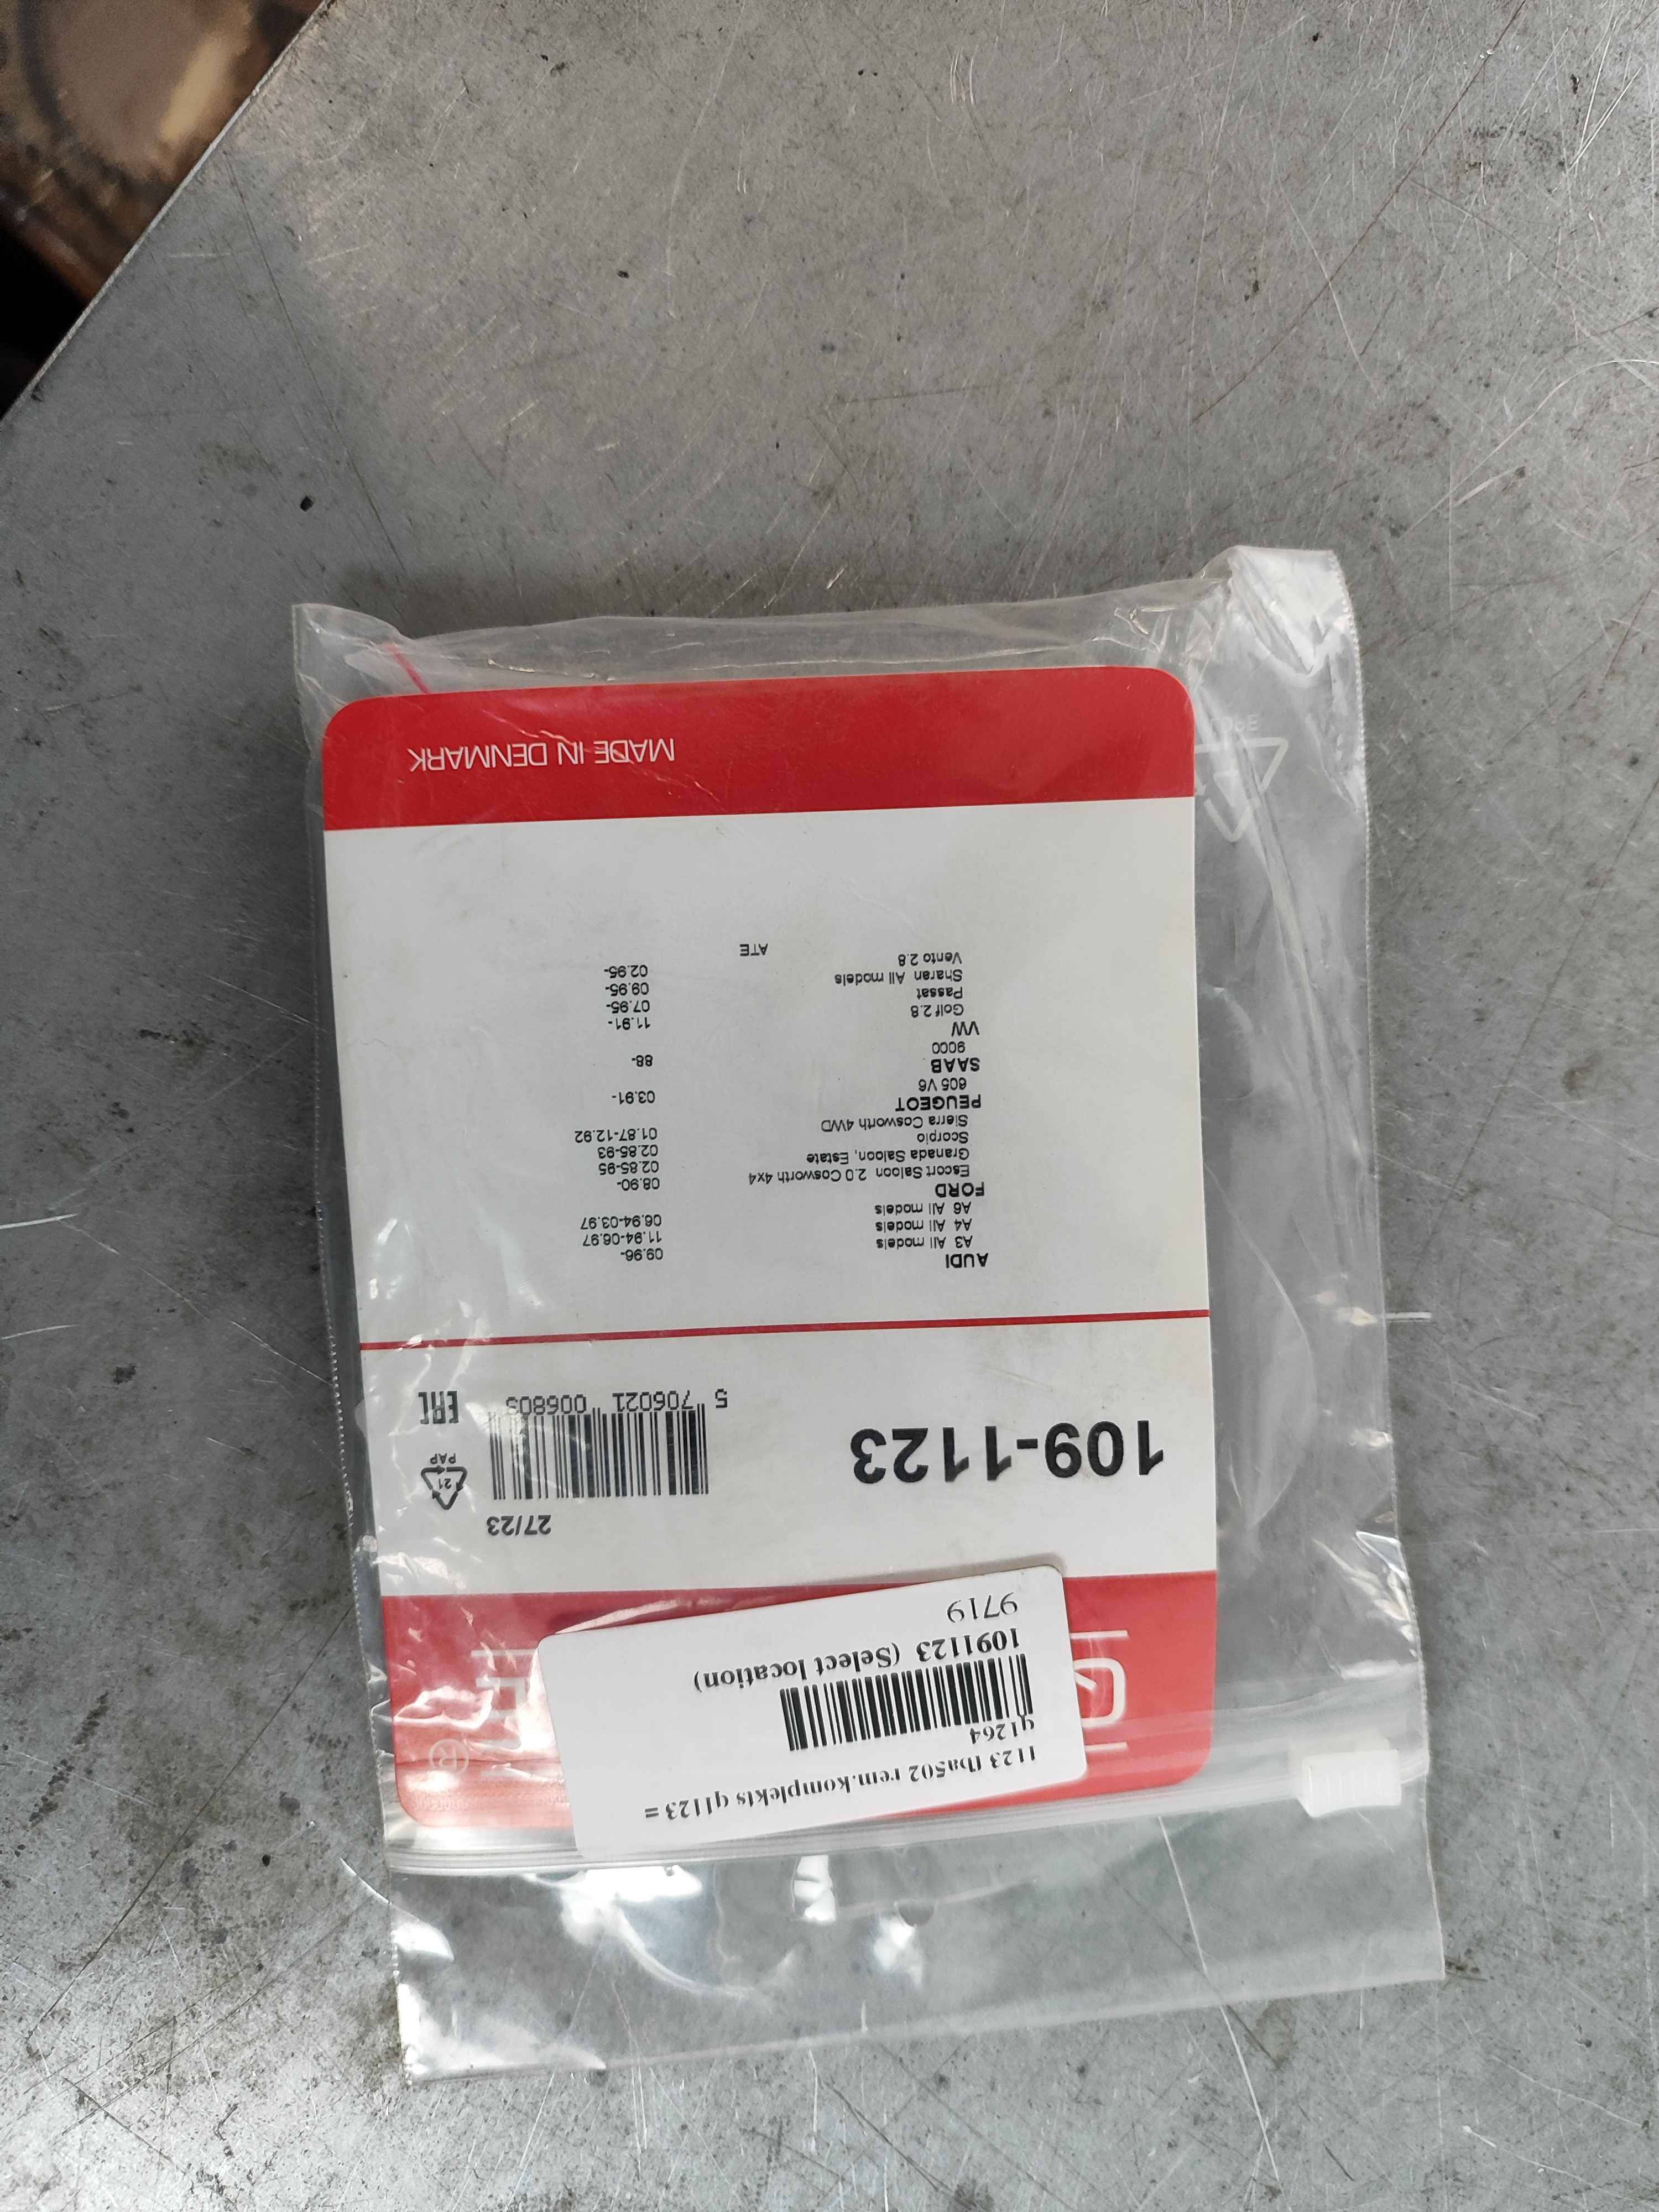 1123 fba502 rem.komplekts q1123 =
q1264
1091123 (Select location)
9719
®
27/23
109-1123
5 706021 006803
21
PAP
EAC
AUDI
A3 All models 09.96-
A4 All models 11.94-06.97
A6 All models 06.94-03.97
FORD
Escort Saloon 2.0 Cosworth 4x4 08.90-
Granada Saloon, Estate 02.85-95
Scorpio 02.85-93
Sierra Cosworth 4WD 01.87-12.92
PEUGEOT
605 V6 03.91-
SAAB
9000 88-
VW
Golf 2.8 11.91-
Passat 07.95-
Sharan All models 09.95-
Vento 2.8 02.95-
ATE
MADE IN DENMARK